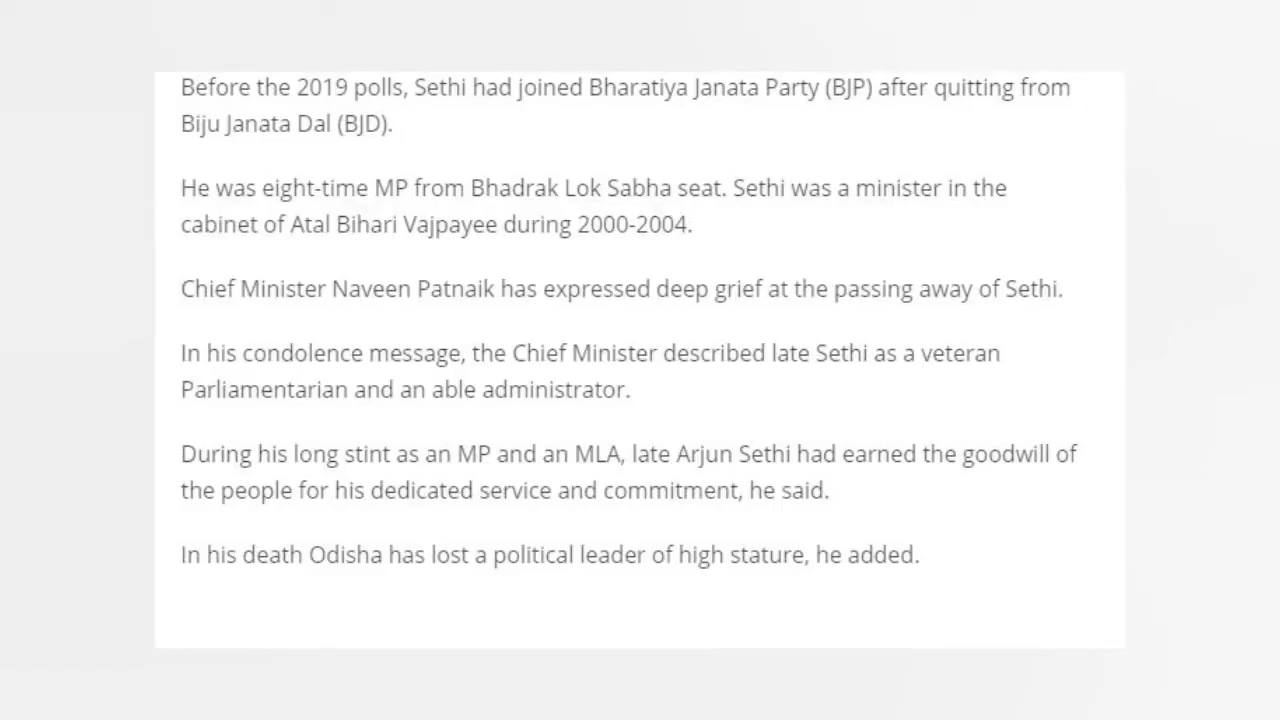 Before the 2019 polls, Sethi had joined Bharatiya Janata Party (BJP) after quitting from
Biju Janata Dal (BJD).
He was eight-time MP from Bhadrak Lok Sabha seat. Sethi was a minister in the
cabinet of Atal Bihari Vajpayee during 2000-2004.
Chief Minister Naveen Patnaik has expressed deep grief at the passing away of Sethi.
In his condolence message, the Chief Minister described late Sethi as a veteran
Parliamentarian and an able administrator.
During his long stint as an MP and an MLA, late Arjun Sethi had earned the goodwill of
the people for his dedicated service and commitment, he said.
In his death Odisha has lost a political leader of high stature, he added.